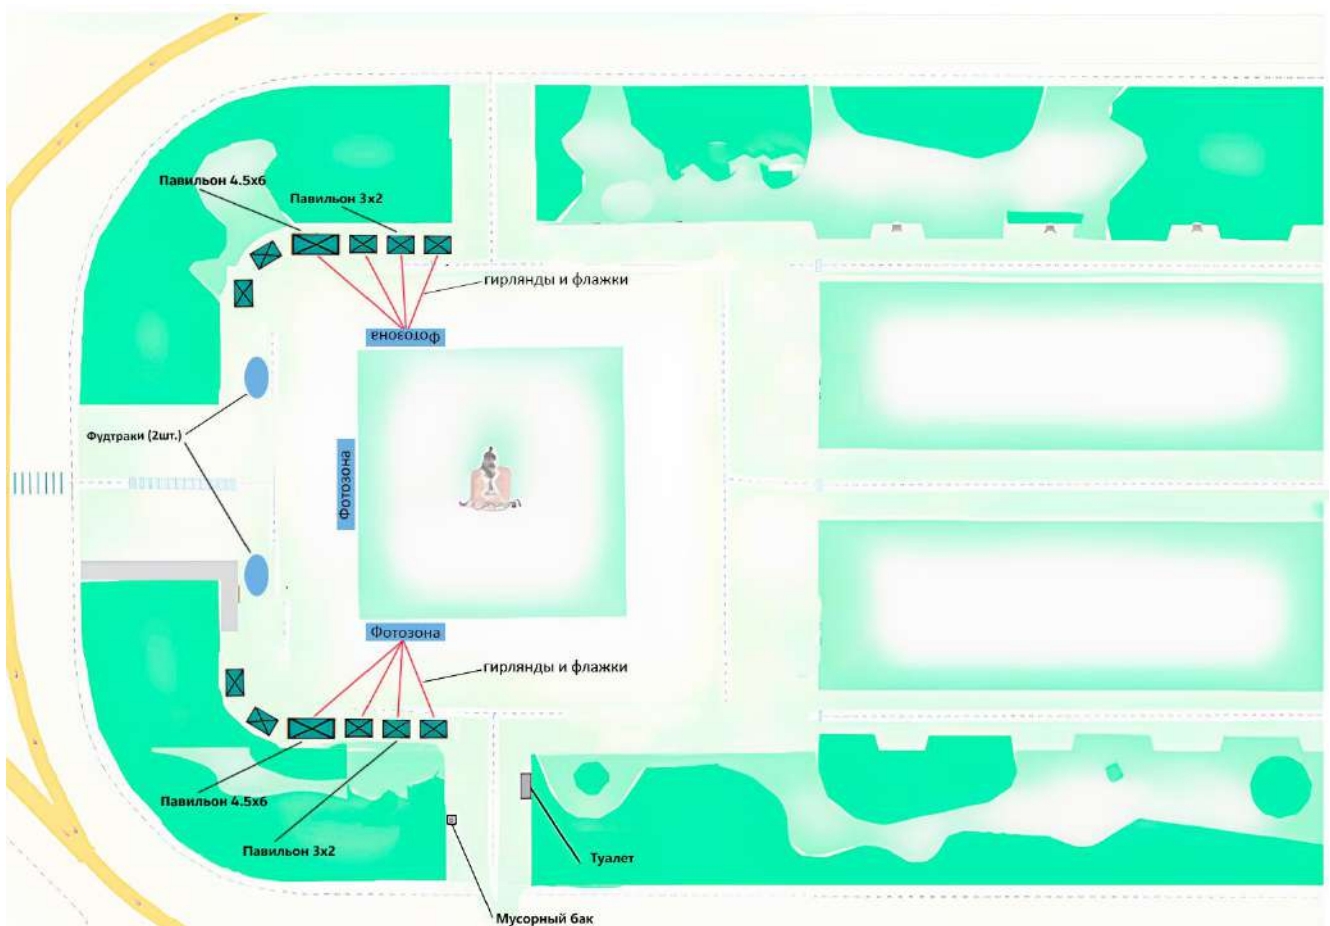 Павильон 4.5х6
Павильон 3х2
гирлянды и флажки
Фотозона
Фудтраки (2шт.)
Фотозона
Фотозона
гирлянды и флажки
Павильон 4.5х6
Павильон 3х2
Туалет
Мусорный бак